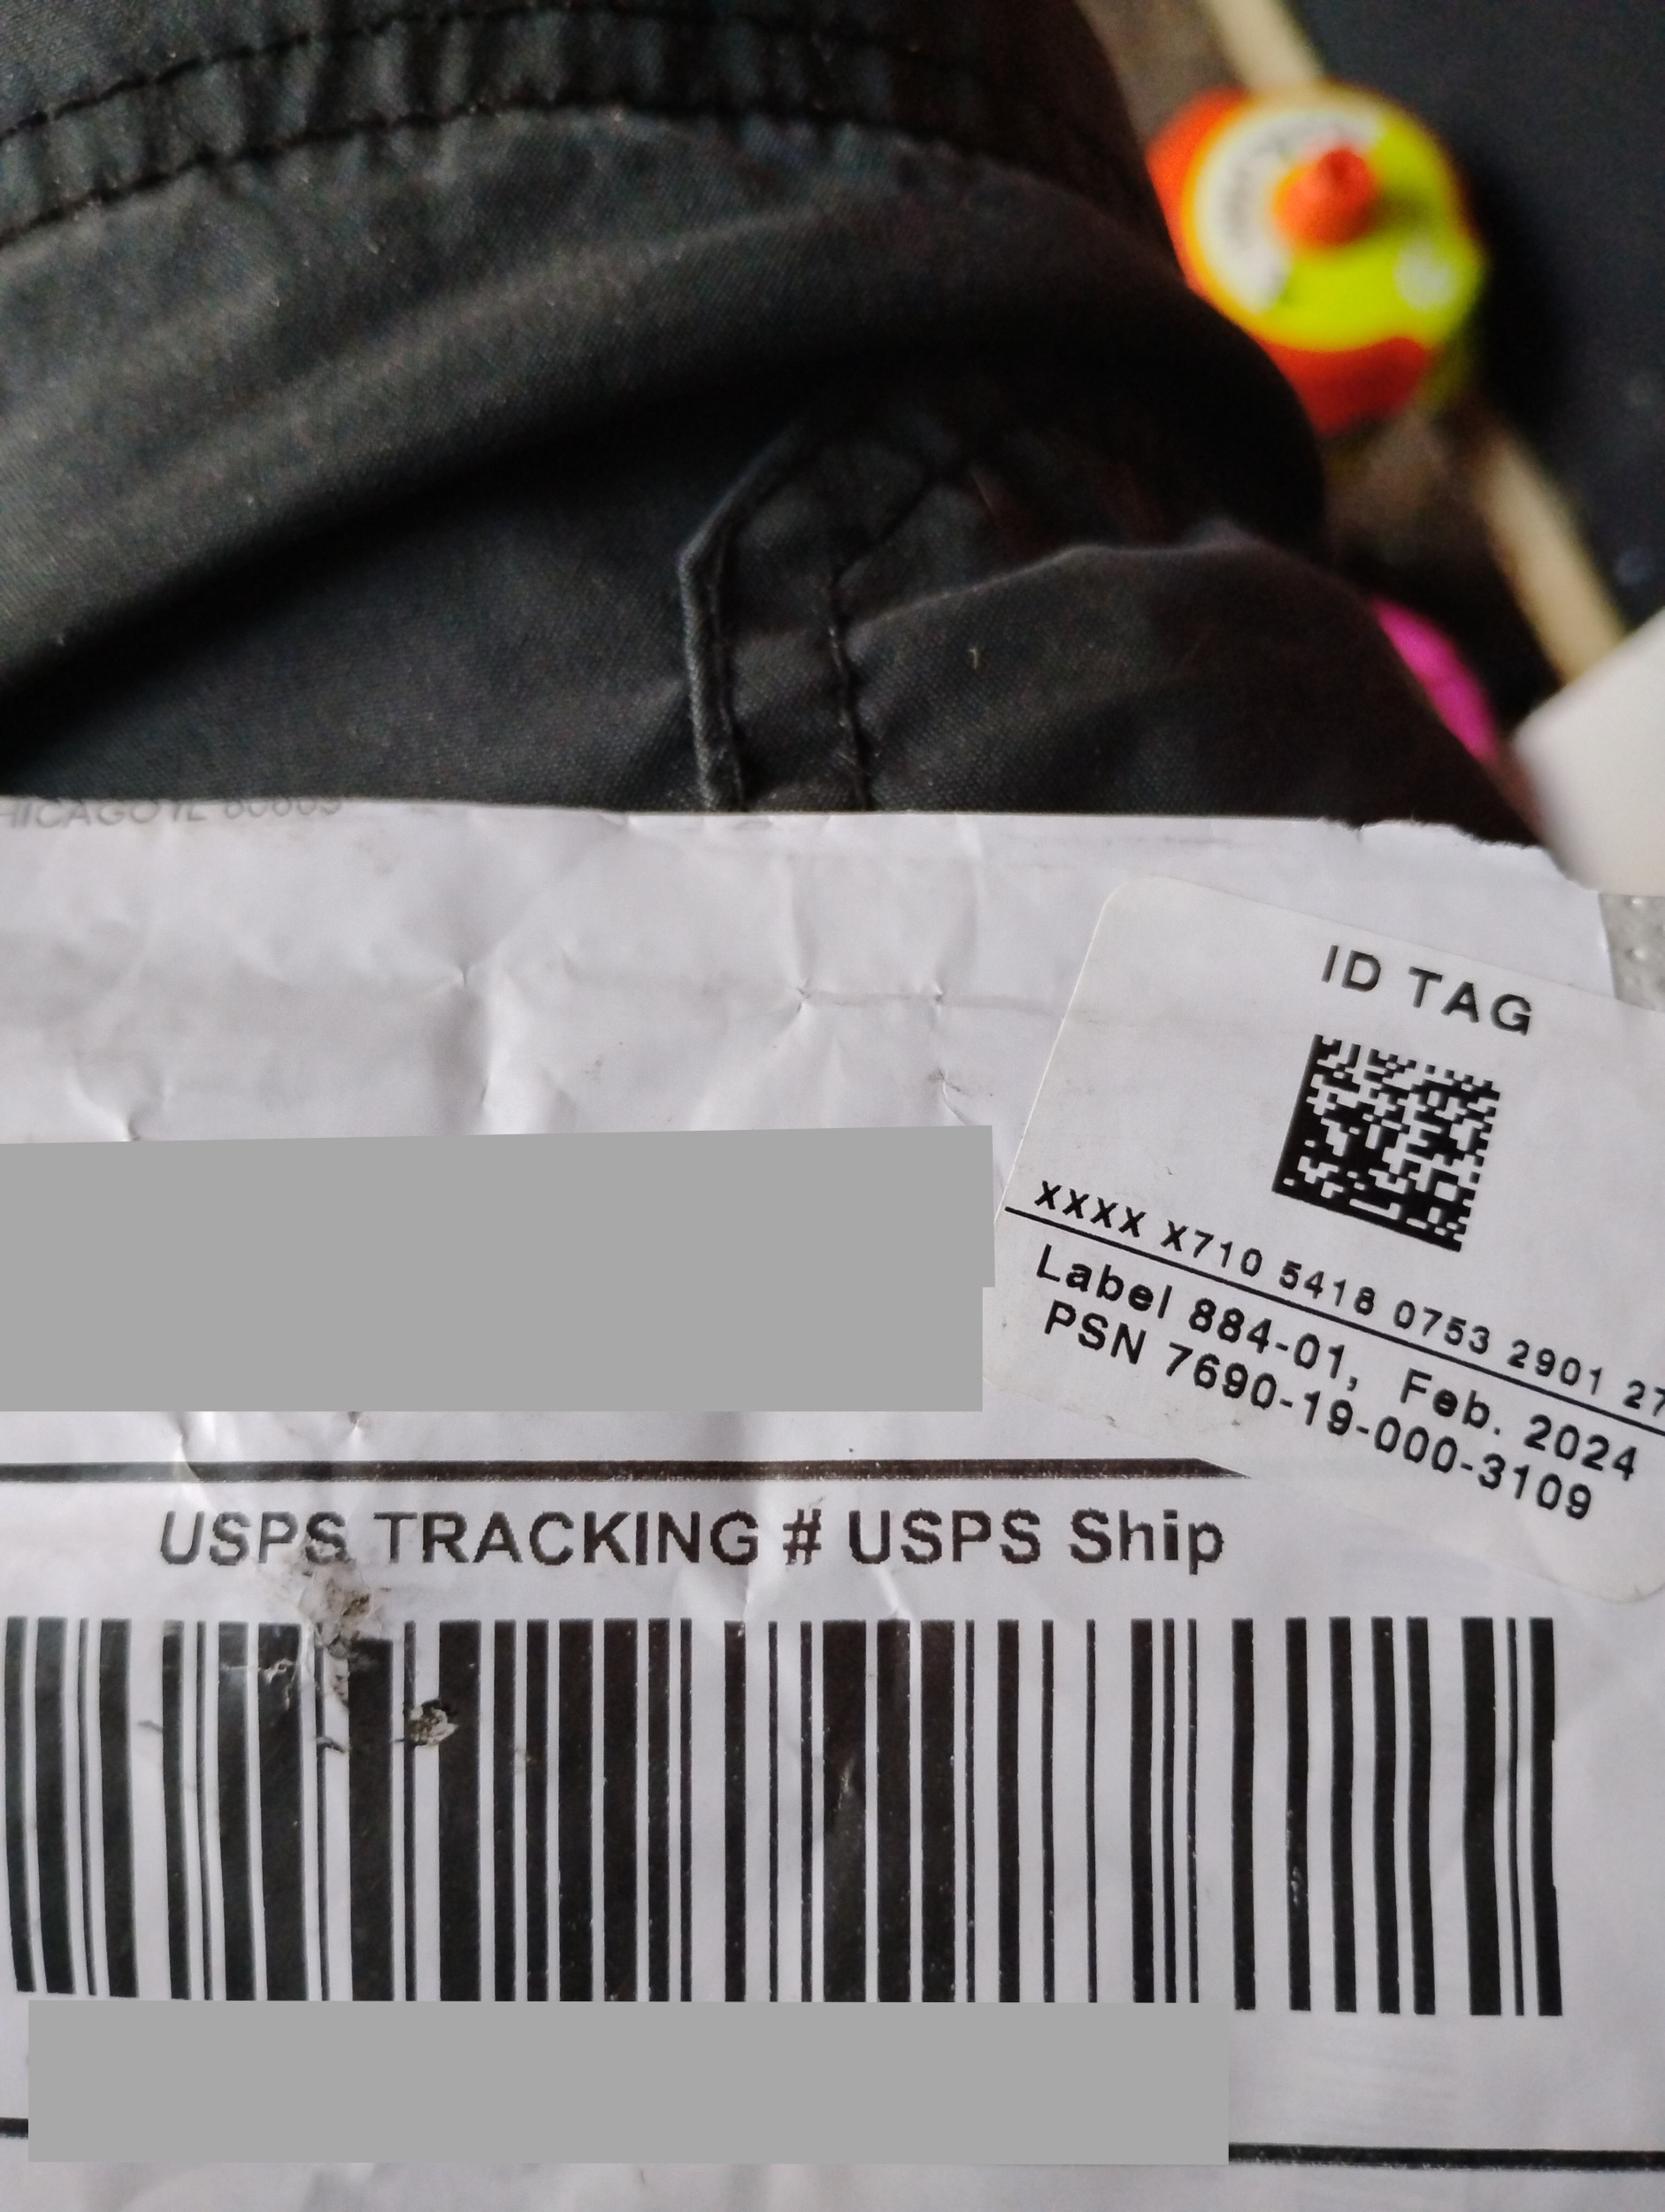 ID TAG
XXXX X710 5418 0753 2901 27
Label 884-01, Feb. 2024
PSN 7690-19-000-3109
USPS TRACKING # USPS Ship